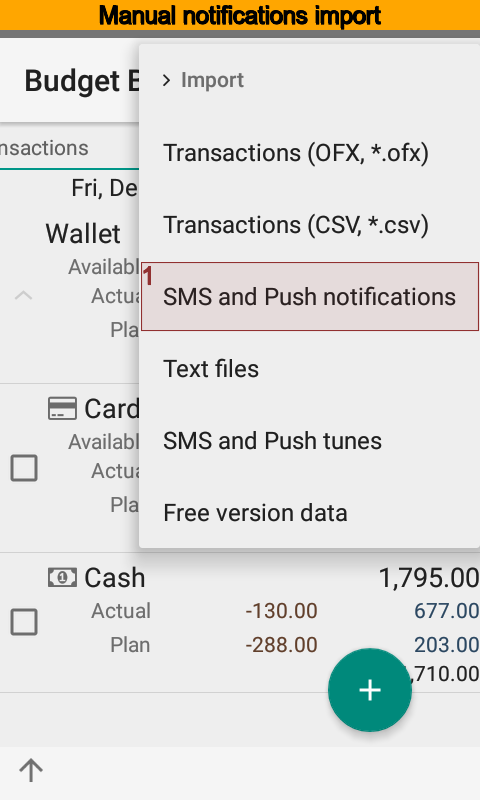 Manual notifications import
Budget B
Import
nsactions
Transactions (OFX, *.ofx)
Fri, De
Transactions (CSV, *.csv)
Wallet
Availabl
1
SMS and Push notifications
Actua
Pla
Text files
Card
Availabl
SMS and Push tunes
Actua
Pla
Free version data
Cash 1,795.00
Actual -130.00 677.00
Plan -288.00 203.00
,710.00